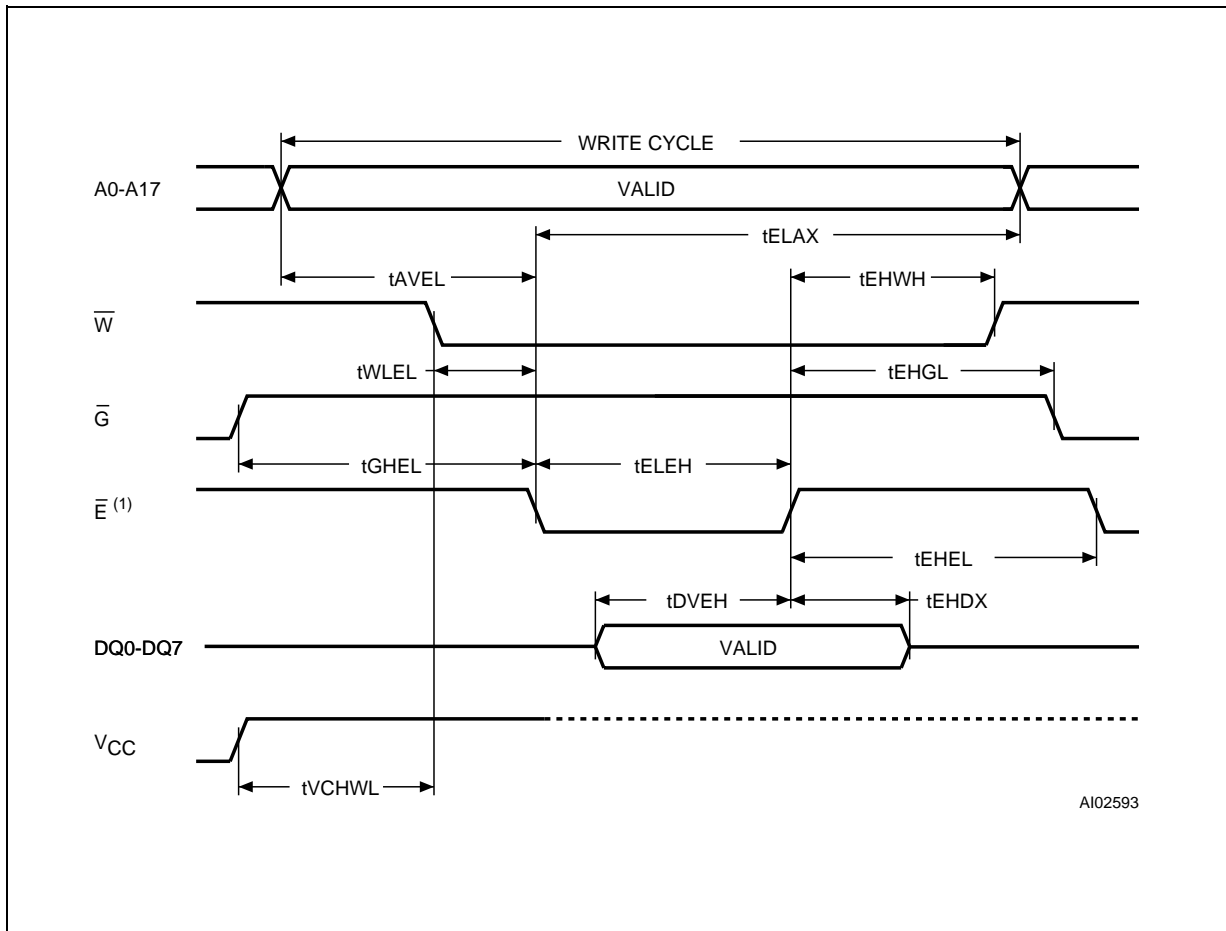 WRITE CYCLE
A0-A17
VALID
tELAX
tAVEL
tEHWH
W
tWLEL
tEHGL
G
tGHEL
tELEH
E (1)
tEHEL
tDVEH
tEHDX
DQ0-DQ7
VALID
VCC
tVCHWL
AI02593